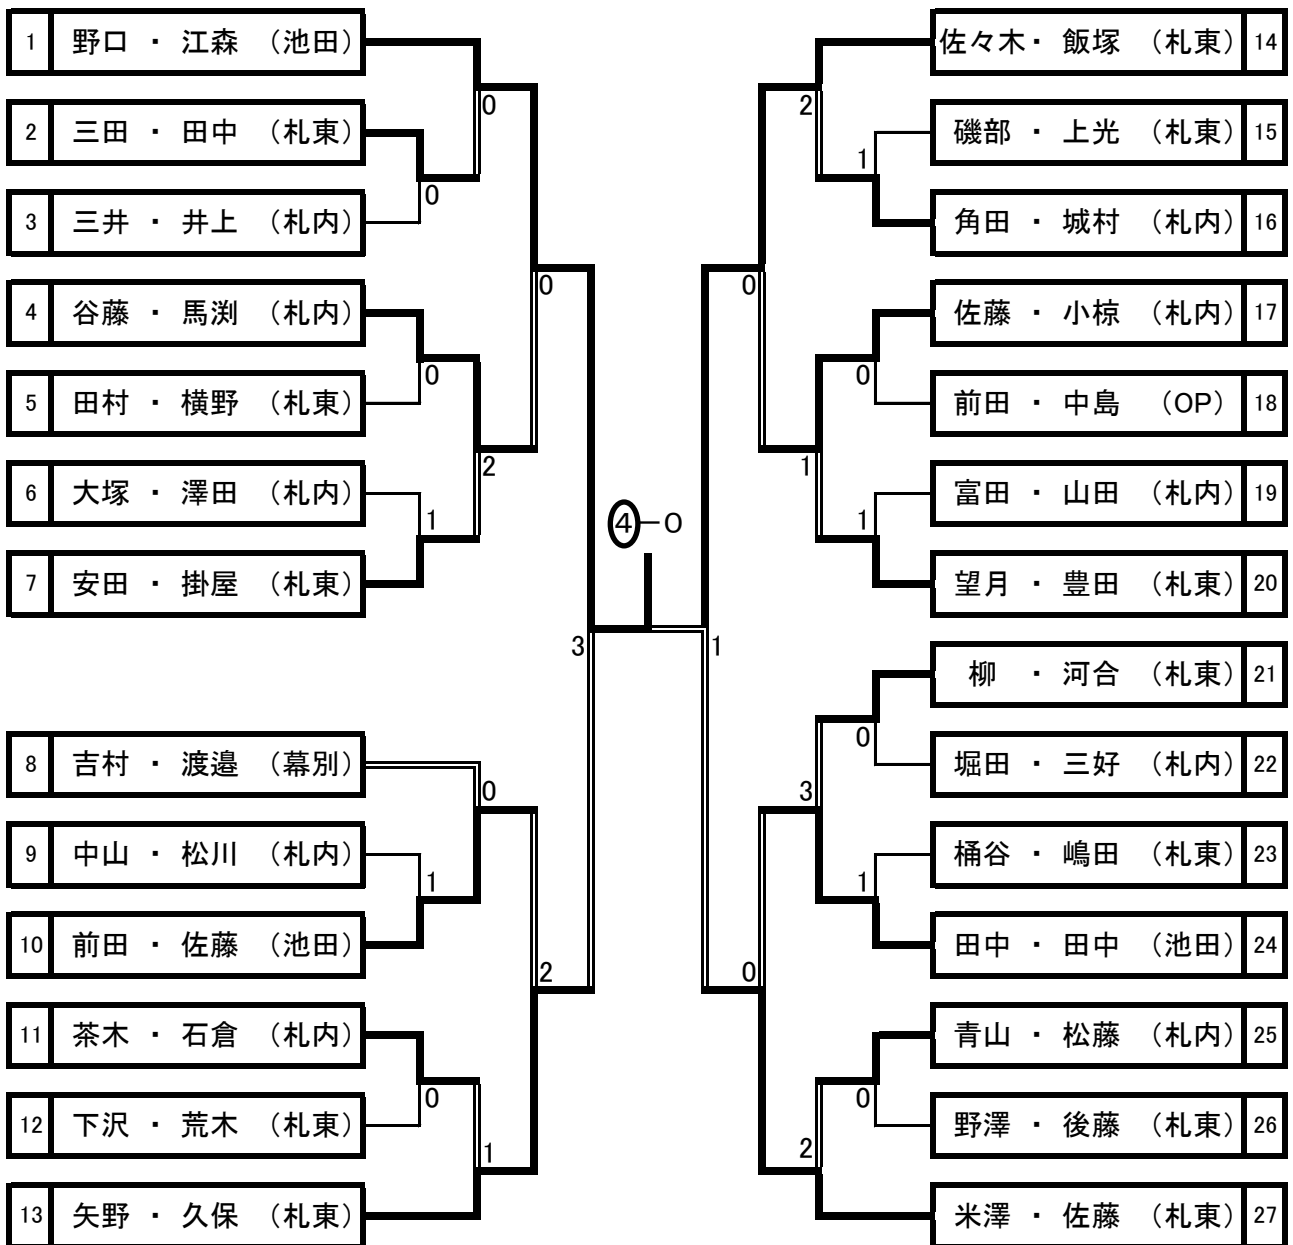 1 野口 ・ 江森 （池田）
2 三田 ・ 田中 （札東）
3 三井 ・ 井上 （札内）
4 谷藤 ・ 馬渕 （札内）
5 田村 ・ 横野 （札東）
6 大塚 ・ 澤田 （札内）
7 安田 ・ 掛屋 （札東）
8 吉村 ・ 渡邉 （幕別）
9 中山 ・ 松川 （札内）
10 前田 ・ 佐藤 （池田）
11 茶木 ・ 石倉 （札内）
12 下沢 ・ 荒木 （札東）
13 矢野 ・ 久保 （札東）
0
0
0
0
2
1
3
0
1
2
0
1
④－0
2
1
0
0
1
1
1
0
3
1
0
0
2
佐々木・ 飯塚 （札東） 14
磯部 ・ 上光 （札東） 15
角田 ・ 城村 （札内） 16
佐藤 ・ 小椋 （札内） 17
前田 ・ 中島 （OP） 18
富田 ・ 山田 （札内） 19
望月 ・ 豊田 （札東） 20
柳 ・ 河合 （札東） 21
堀田 ・ 三好 （札内） 22
桶谷 ・ 嶋田 （札東） 23
田中 ・ 田中 （池田） 24
青山 ・ 松藤 （札内） 25
野澤 ・ 後藤 （札東） 26
米澤 ・ 佐藤 （札東） 27